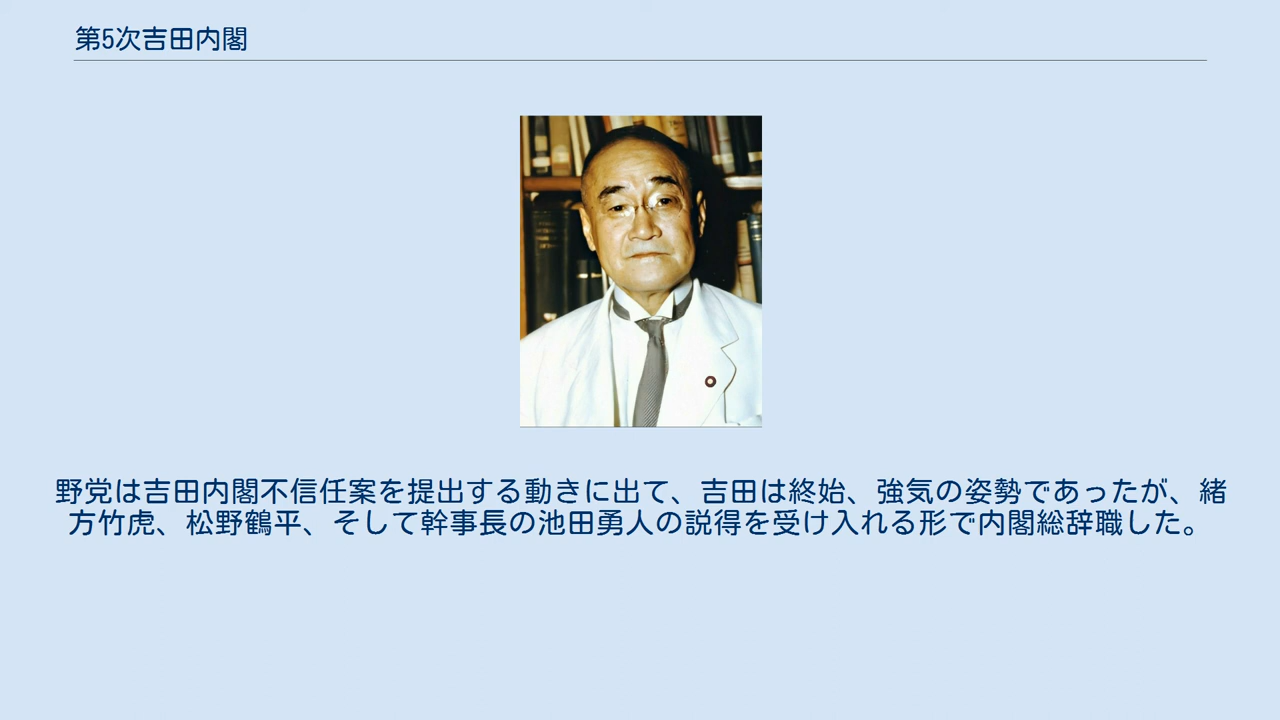 第5次吉田内閣
野党は吉田内閣不信任案を提出する動きに出て、吉田は終始、強気の姿勢であったが、緒
方竹虎、松野鶴平、そして幹事長の池田勇人の説得を受け入れる形で内閣総辞職した。